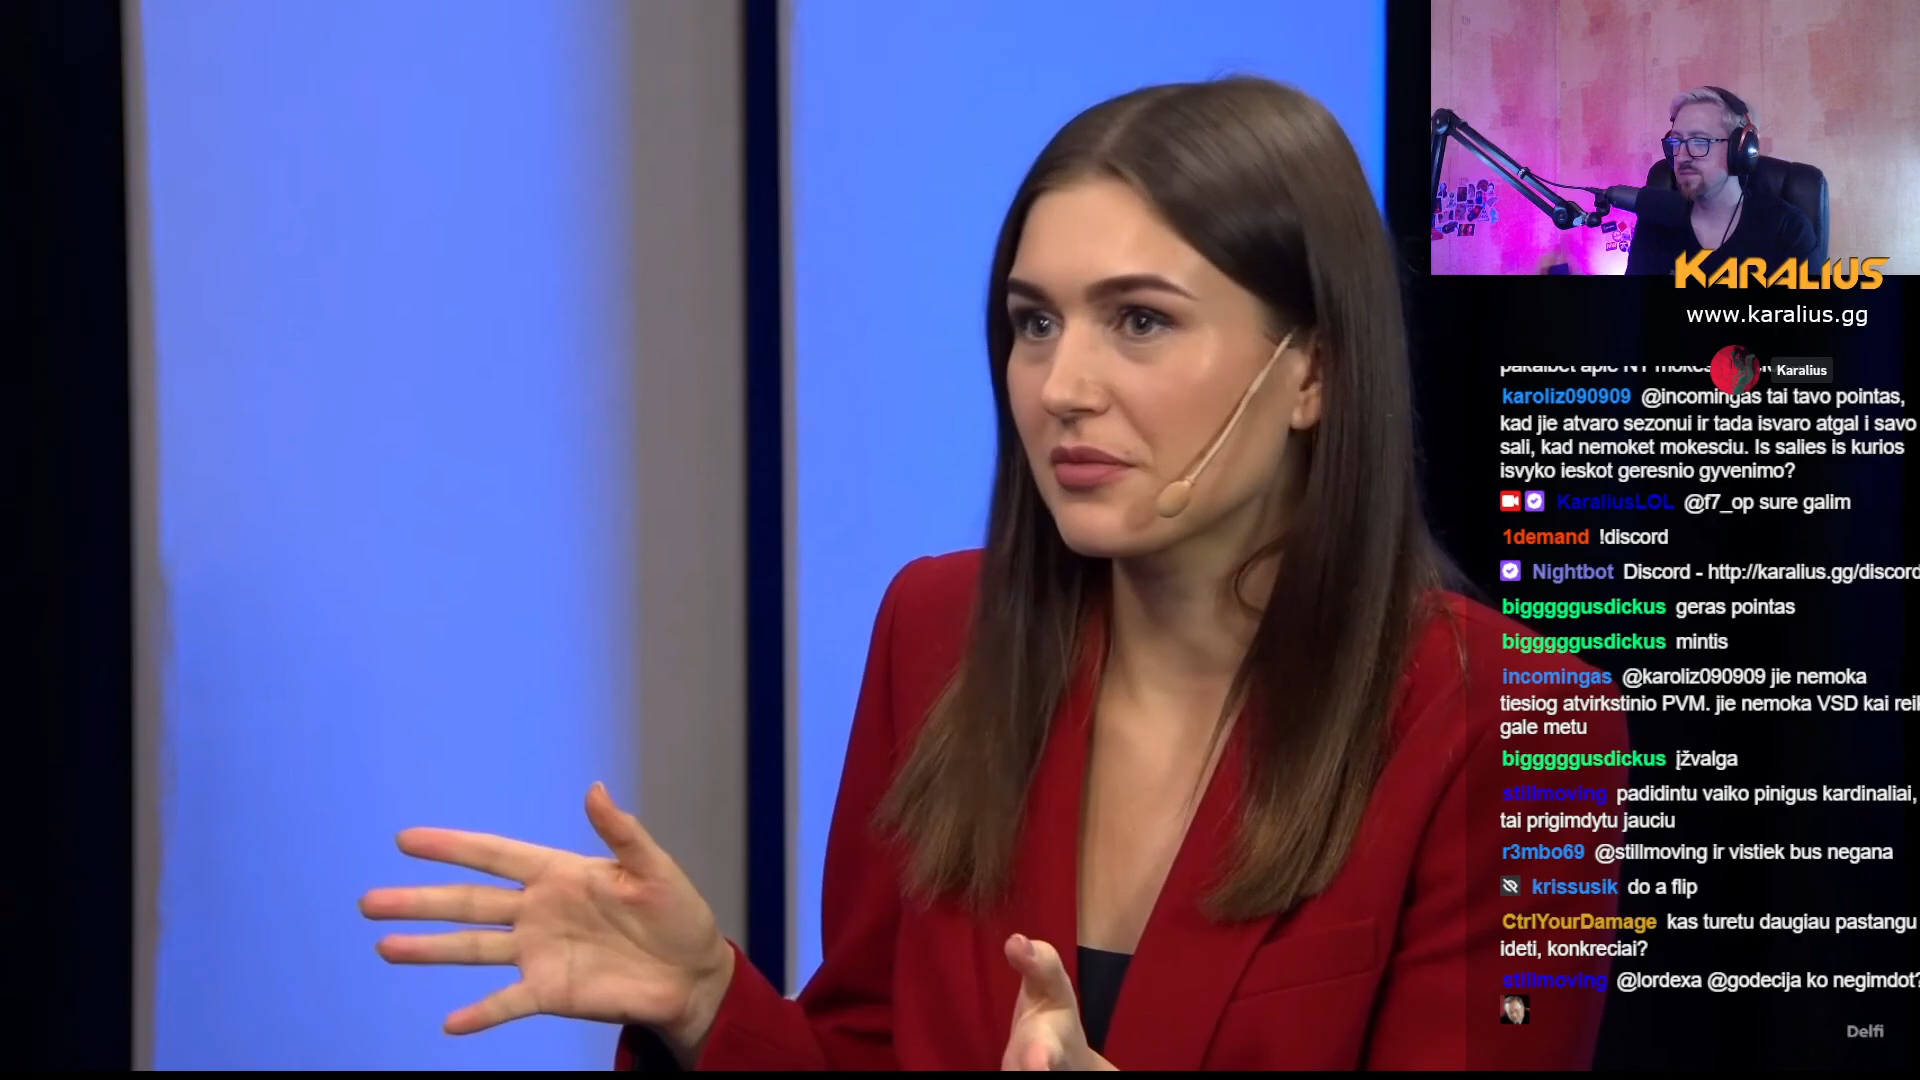 KARALIUS
www.karalius.gg
Karalius
karoliz090909 @incomingas tai tavo pointas,
kad jie atvaro sezonui ir tada isvaro atgal i savo
sali, kad nemoket mokesciu. Is salies is kurios
isvyko ieskot geresnio gyvenimo?
KaraliusLOL @f7_op sure galim
1demand !discord
Nightbot Discord - http://karalius.gg/discord
bigggggusdickus geras pointas
bigggggusdickus mintis
incomingas @karoliz090909 jie nemoka
tiesiog atvirkstinio PVM. jie nemoka VSD kai reik
gale metu
bigggggusdickus įžvalga
stillmoving padidintu vaiko pinigus kardinaliai,
tai prigimdytu jauciu
r3mbo69 @stillmoving ir vistiek bus negana
krissusik do a flip
CtrlYourDamage kas turetu daugiau pastangu
ideti, konkreciai?
stillmoving @lordexa @godecija ko negimdot?
Delfi